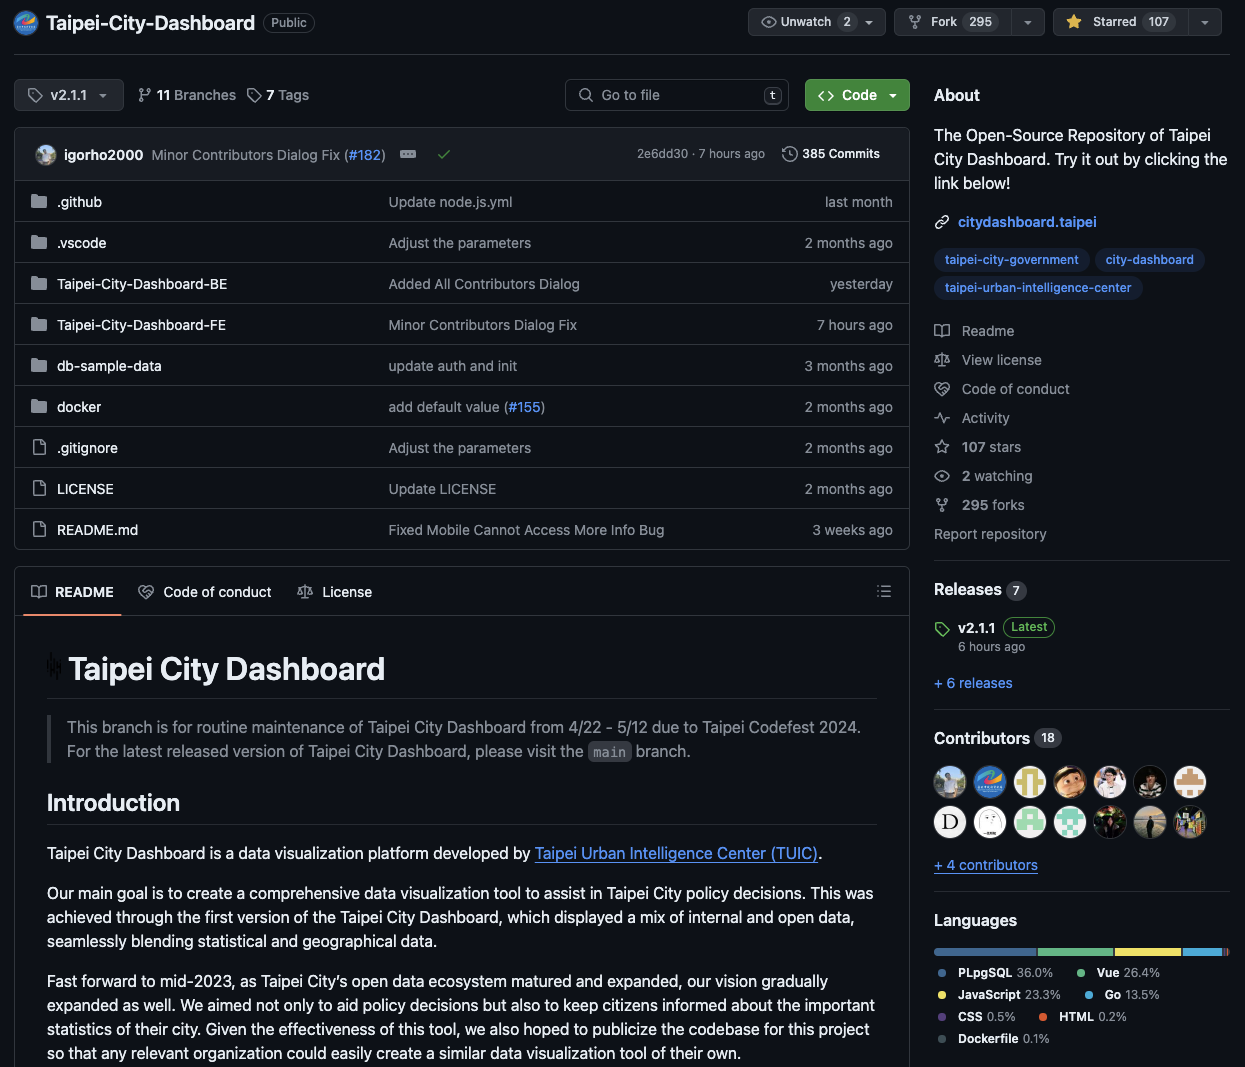 Taipei-City-Dashboard Public
Unwatch 2
Fork 295
Starred 107
v2.1.1
11 Branches
7 Tags
Go to file t
Code
igorho2000 Minor Contributors Dialog Fix (#182)
2e6dd30 · 7 hours ago
385 Commits
.github Update node.js.yml last month
.vscode Adjust the parameters 2 months ago
Taipei-City-Dashboard-BE Added All Contributors Dialog yesterday
Taipei-City-Dashboard-FE Minor Contributors Dialog Fix 7 hours ago
db-sample-data update auth and init 3 months ago
docker add default value (#155) 2 months ago
.gitignore Adjust the parameters 2 months ago
LICENSE Update LICENSE 2 months ago
README.md Fixed Mobile Cannot Access More Info Bug 3 weeks ago
README Code of conduct License
Taipei City Dashboard
This branch is for routine maintenance of Taipei City Dashboard from 4/22 - 5/12 due to Taipei Codefest 2024.
For the latest released version of Taipei City Dashboard, please visit the main branch.
Introduction
Taipei City Dashboard is a data visualization platform developed by Taipei Urban Intelligence Center (TUIC).
Our main goal is to create a comprehensive data visualization tool to assist in Taipei City policy decisions. This was
achieved through the first version of the Taipei City Dashboard, which displayed a mix of internal and open data,
seamlessly blending statistical and geographical data.
Fast forward to mid-2023, as Taipei City’s open data ecosystem matured and expanded, our vision gradually
expanded as well. We aimed not only to aid policy decisions but also to keep citizens informed about the important
statistics of their city. Given the effectiveness of this tool, we also hoped to publicize the codebase for this project
so that any relevant organization could easily create a similar data visualization tool of their own.
About
The Open-Source Repository of Taipei
City Dashboard. Try it out by clicking the
link below!
citydashboard.taipei
taipei-city-government city-dashboard
taipei-urban-intelligence-center
Readme
View license
Code of conduct
Activity
107 stars
2 watching
295 forks
Report repository
Releases 7
v2.1.1 Latest
6 hours ago
+ 6 releases
Contributors 18
D
+ 4 contributors
Languages
PLpgSQL 36.0% Vue 26.4%
JavaScript 23.3% Go 13.5%
CSS 0.5% HTML 0.2%
Dockerfile 0.1%